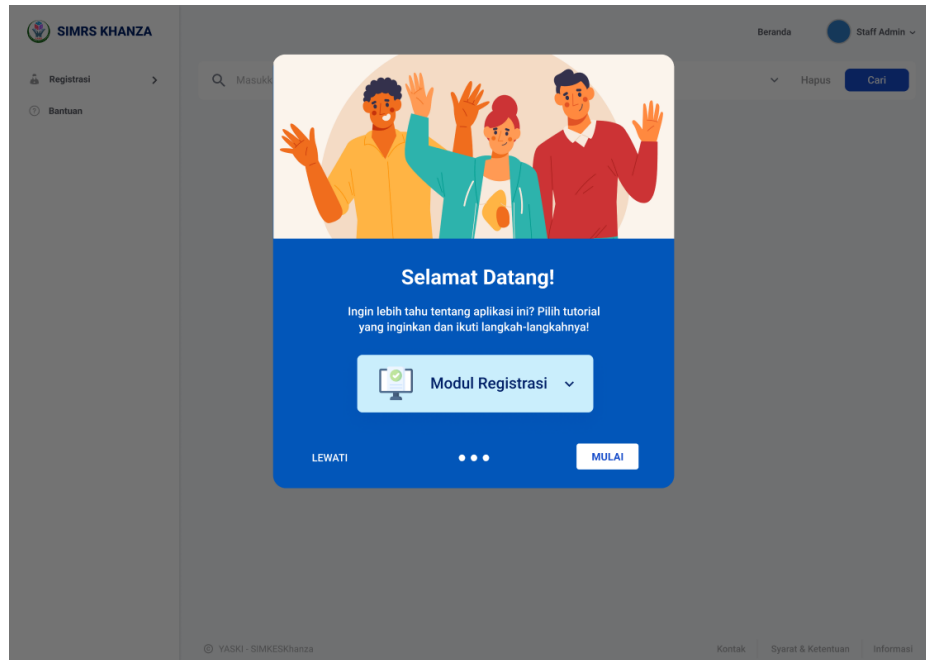 SIMRS KHANZA
Beranda
Staff Admin
Registrasi
Masukk
Hapus
Cari
Bantuan
Selamat Datang!
Ingin lebih tahu tentang aplikasi ini? Pilih tutorial
yang inginkan dan ikuti langkah-langkahnya!
Modul Registrasi
LEWATI
MULAI
© YASKI - SIMKESKhanza
Kontak
Syarat & Ketentuan
Informasi